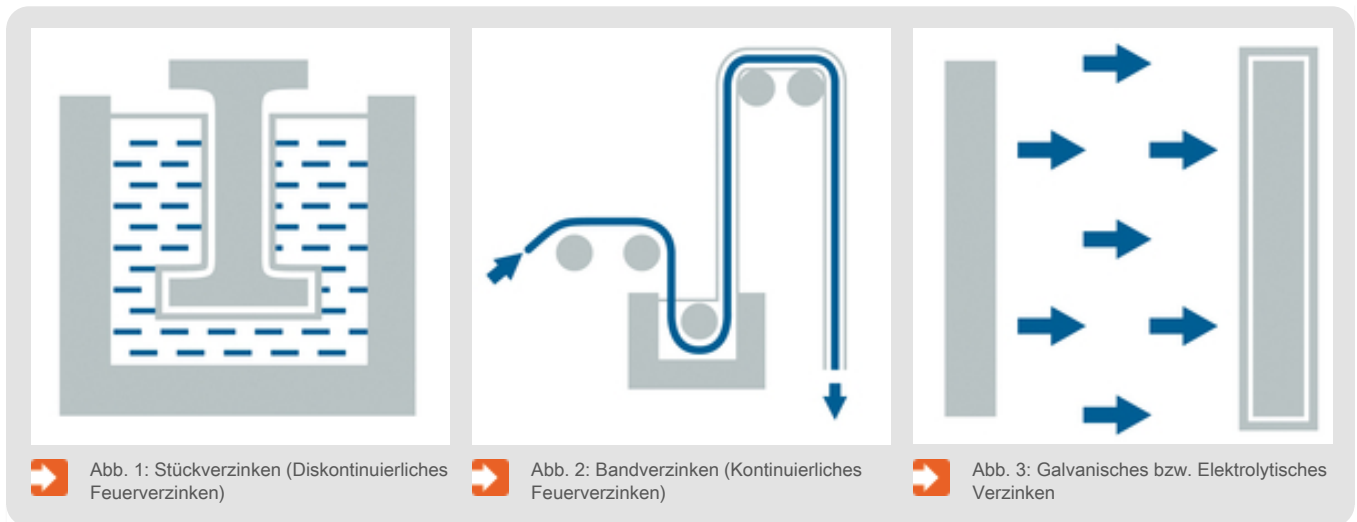 Abb. 1: Stückverzinken (Diskontinuierliches
Feuerverzinken)
Abb. 2: Bandverzinken (Kontinuierliches
Feuerverzinken)
Abb. 3: Galvanisches bzw. Elektrolytisches
Verzinken